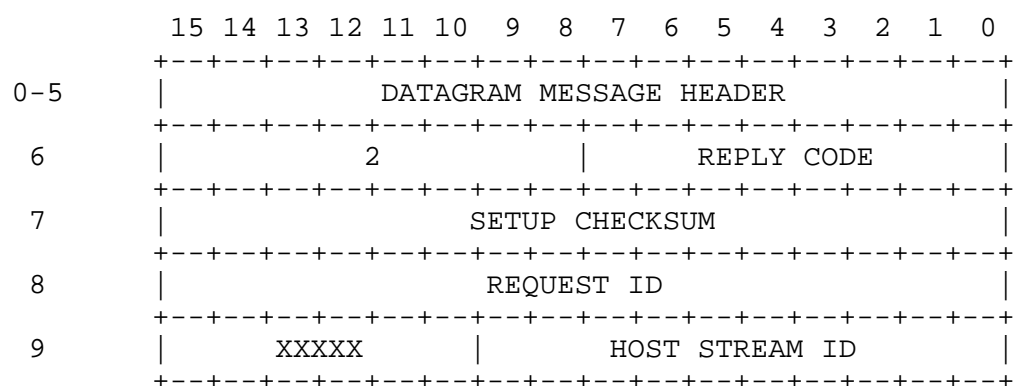 15 14 13 12 11 10 9 8 7 6 5 4 3 2 1 0
+--+--+--+--+--+--+--+--+--+--+--+--+--+--+--+--+
0-5 | DATAGRAM MESSAGE HEADER |
+--+--+--+--+--+--+--+--+--+--+--+--+--+--+--+--+
6 | 2 | REPLY CODE |
+--+--+--+--+--+--+--+--+--+--+--+--+--+--+--+--+
7 | SETUP CHECKSUM |
+--+--+--+--+--+--+--+--+--+--+--+--+--+--+--+--+
8 | REQUEST ID |
+--+--+--+--+--+--+--+--+--+--+--+--+--+--+--+--+
9 | XXXXX | HOST STREAM ID |
+--+--+--+--+--+--+--+--+--+--+--+--+--+--+--+--+